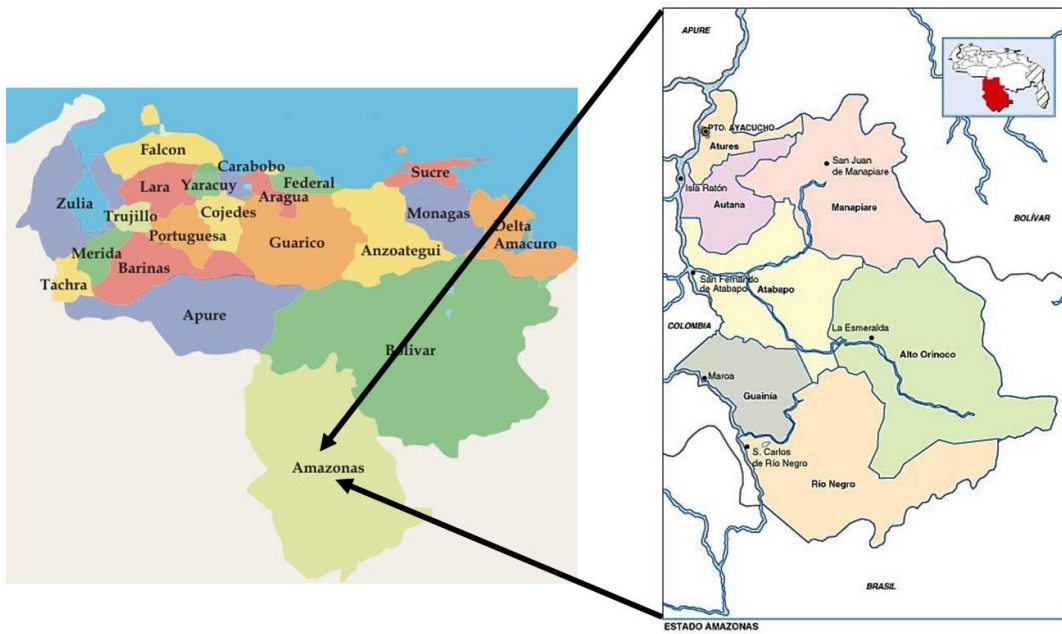 Falcon
Carabobo
Federal
Sucre
Zulia
Lara
Yaracuy
Aragua
Trujillo
Cojedes
Monagas
Delta
Amacuro
Portuguesa
Guarico
Anzoategui
Merida
Barinas
Tachra
Apure
Bolivar
Amazonas
APURE
PTO. AYACUCHO
Atures
San Juan
de Manapiare
Isla Ratón
Autana
Manapiare
BOLÍVAR
San Fernando
de Atabapo
Atabapo
COLOMBIA
La Esmeralda
Alto Orinoco
Maroa
Guainía
S. Carlos
de Río Negro
Río Negro
BRASIL
ESTADO AMAZONAS